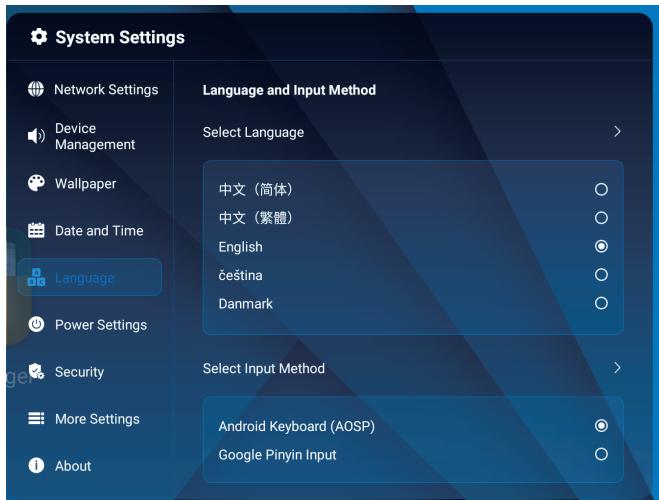 System Settings
Network Settings
Device
Management
Wallpaper
Date and Time
Language
Power Settings
Security
More Settings
About
Language and Input Method
Select Language
中文（简体）
中文（繁體）
English
čeština
Danmark
Select Input Method
Android Keyboard (AOSP)
Google Pinyin Input